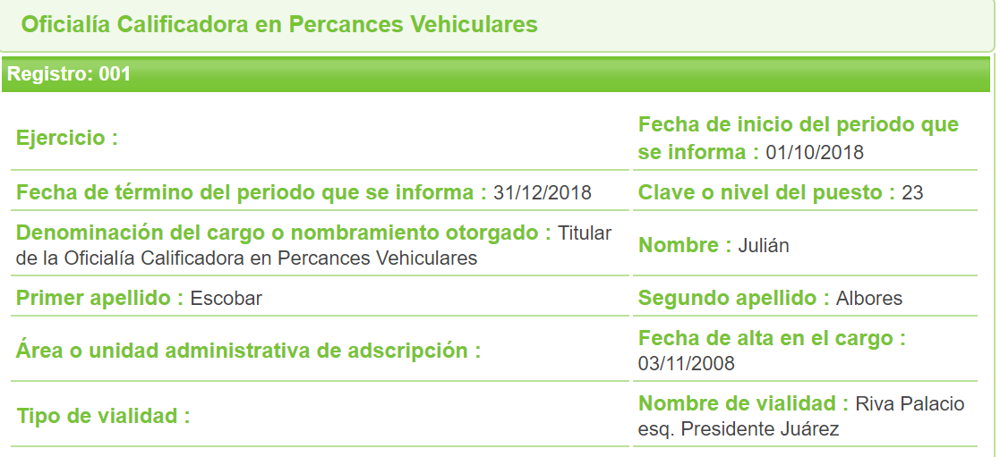 Oficialía Calificadora en Percances Vehiculares
Registro: 001
Ejercicio :
Fecha de inicio del periodo que
se informa : 01/10/2018
Fecha de término del periodo que se informa : 31/12/2018
Clave o nivel del puesto : 23
Denominación del cargo o nombramiento otorgado : Titular
de la Oficialía Calificadora en Percances Vehiculares
Nombre : Julián
Primer apellido : Escobar
Segundo apellido : Albores
Área o unidad administrativa de adscripción :
Fecha de alta en el cargo :
03/11/2008
Tipo de vialidad :
Nombre de vialidad : Riva Palacio
esq. Presidente Juárez